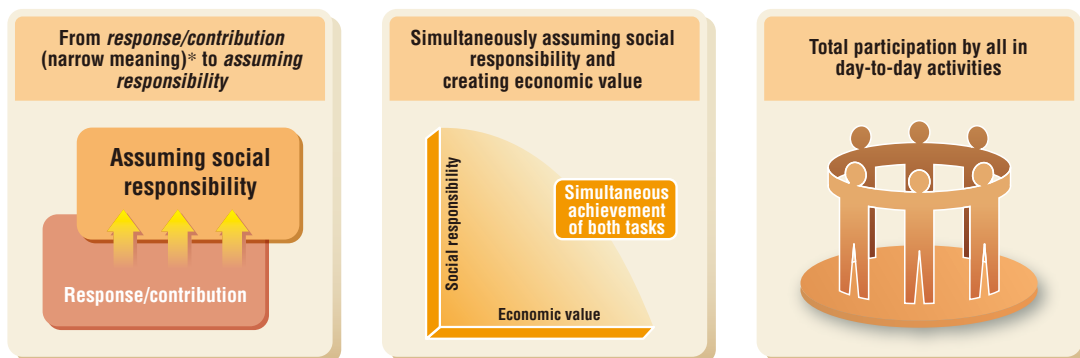 From response/contribution
(narrow meaning)* to assuming
responsibility
Assuming social
responsibility
Response/contribution
Simultaneously assuming social
responsibility and
creating economic value
Social responsibility
Simultaneous
achievement
of both tasks
Economic value
Total participation by all in
day-to-day activities